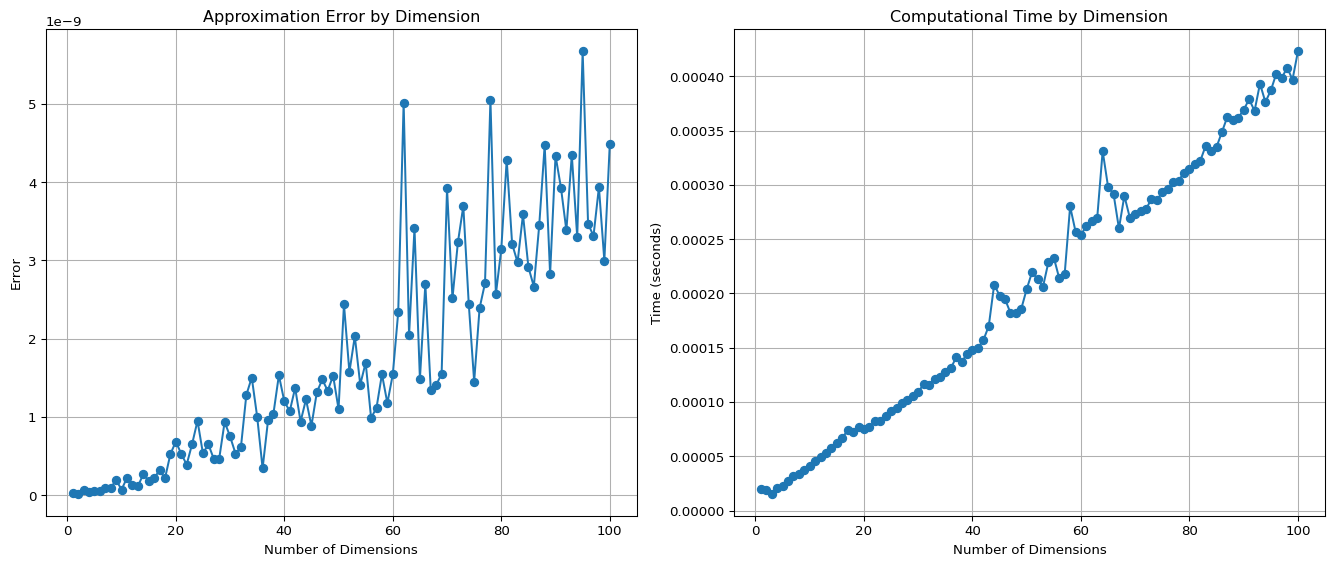 Approximation Error by Dimension
1e−9
Error
5
4
3
2
1
0
0 20 40 60 80 100
Number of Dimensions
Computational Time by Dimension
Time (seconds)
0.00040
0.00035
0.00030
0.00025
0.00020
0.00015
0.00010
0.00005
0.00000
0 20 40 60 80 100
Number of Dimensions